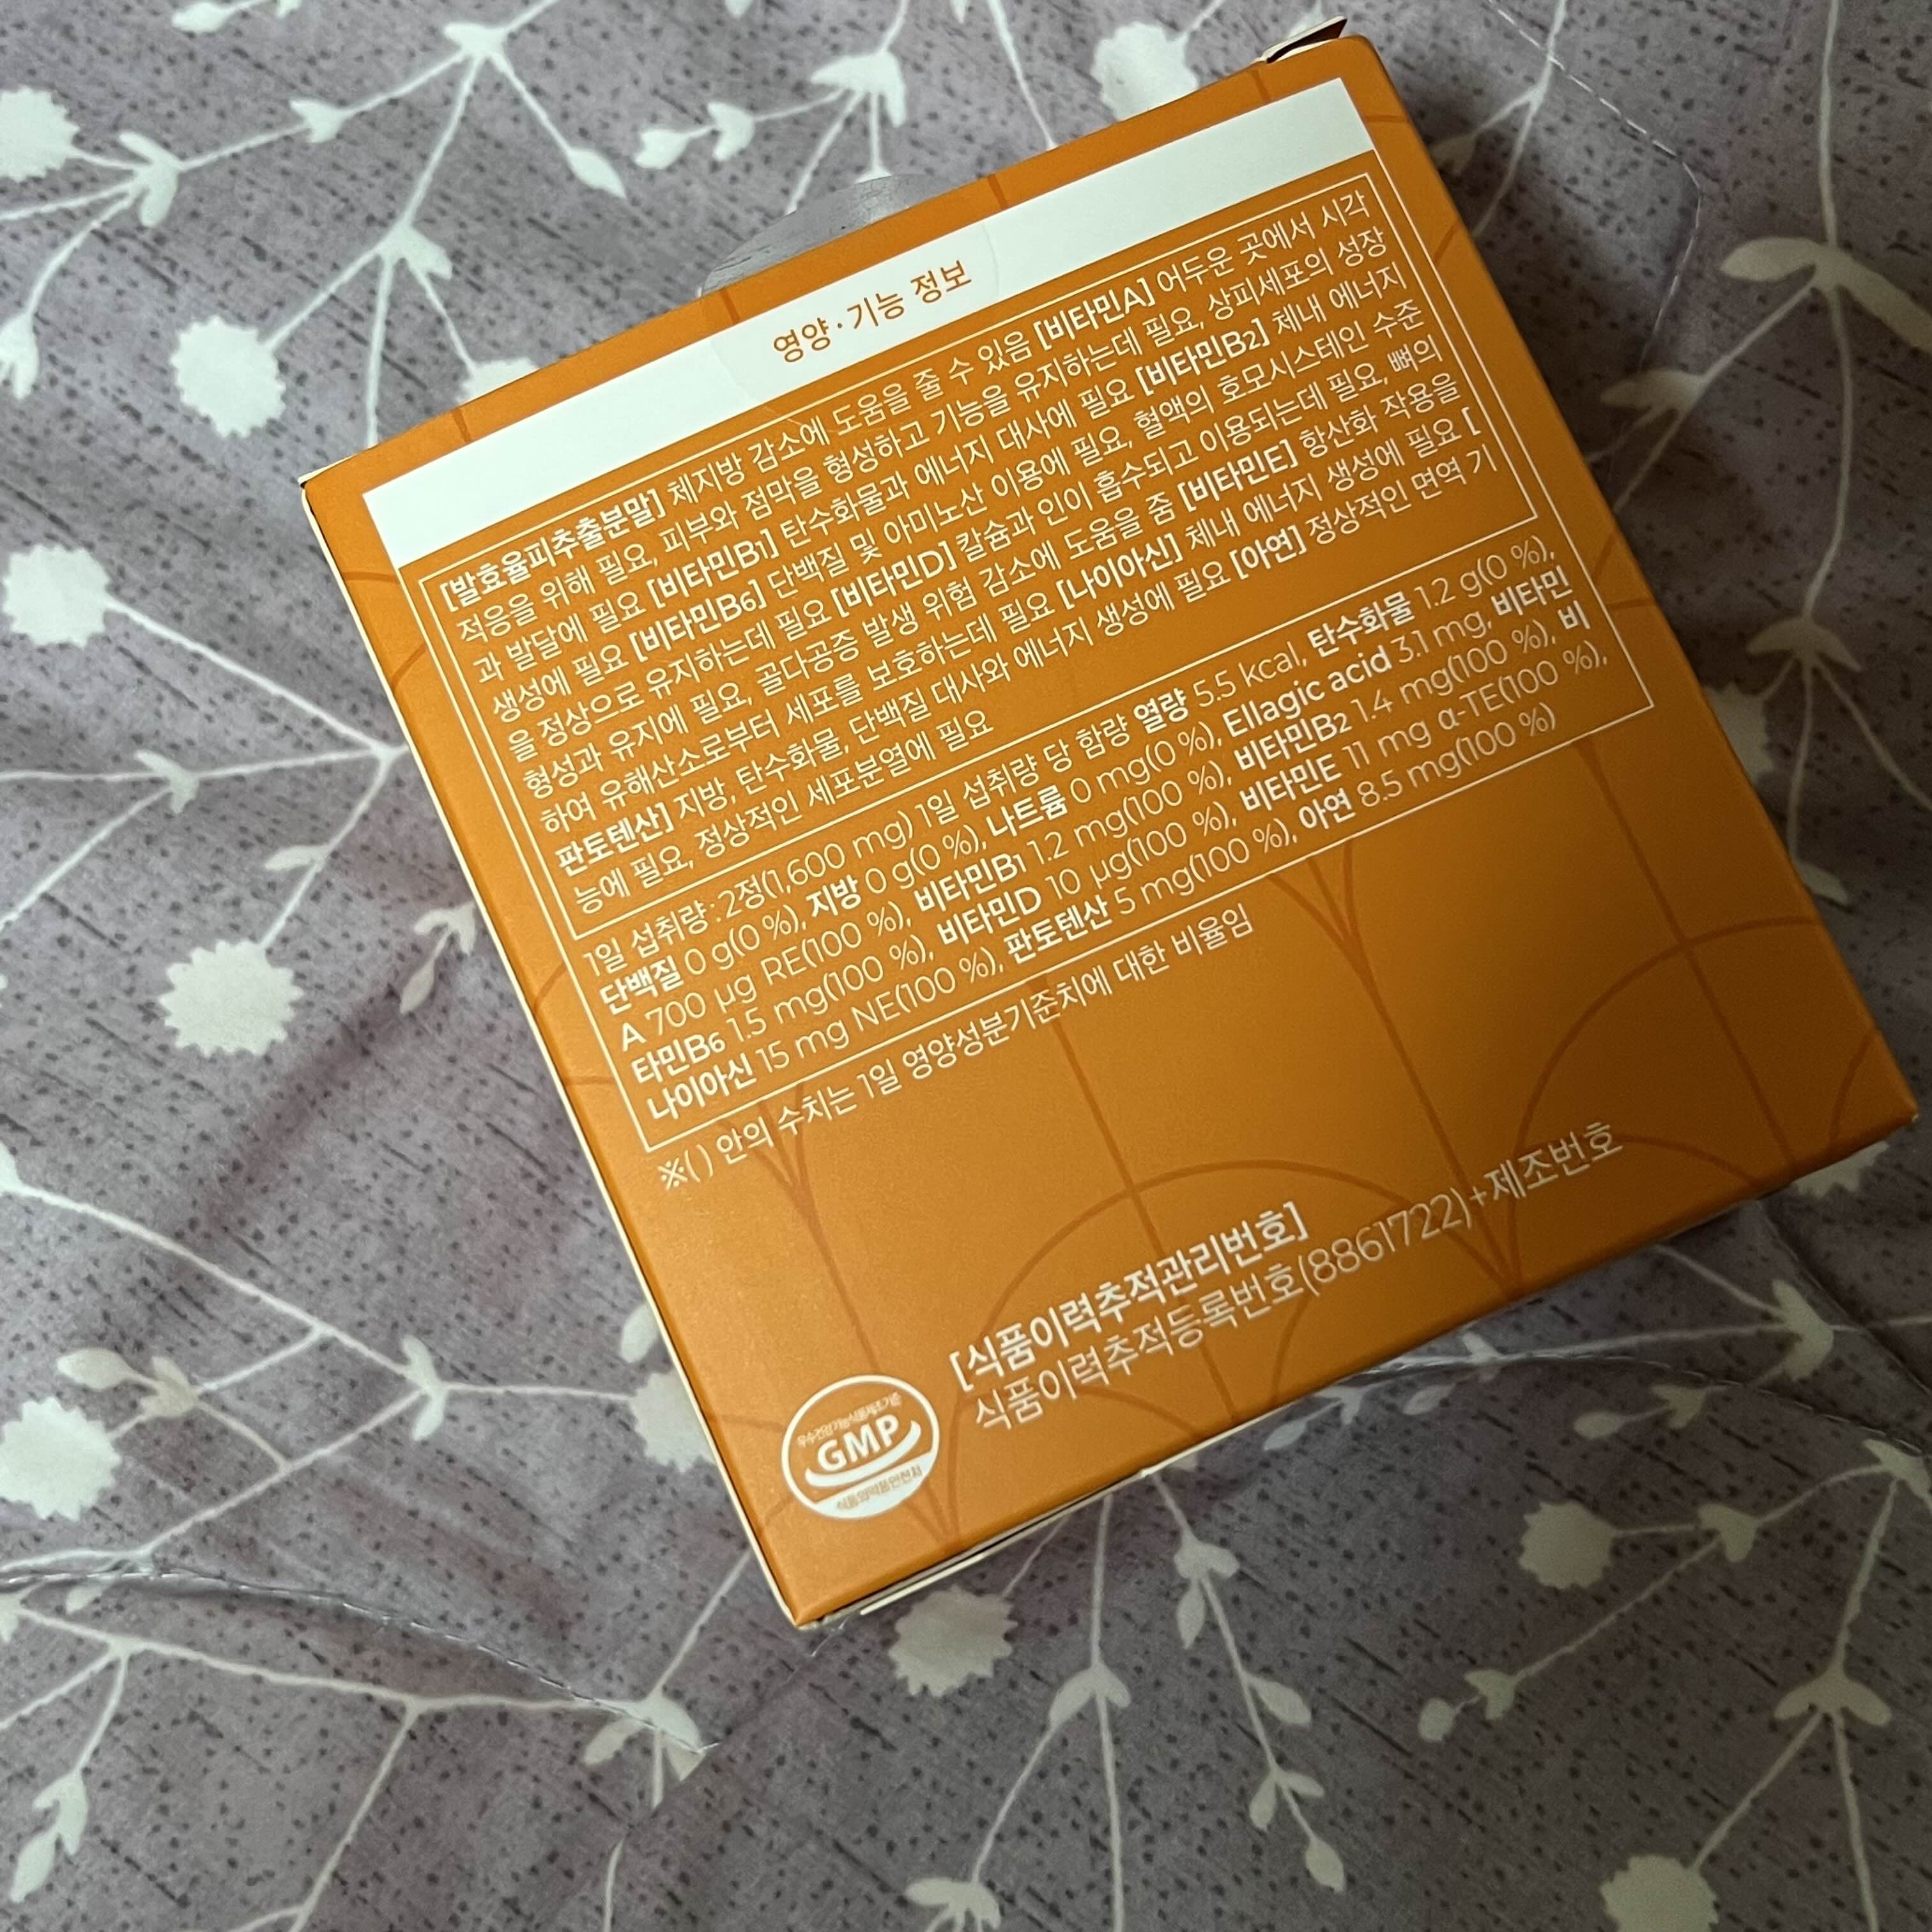 영양·기능 정보
[발효율피추출분말] 체지방 감소에 도움을 줄 수 있음 [비타민A] 어두운 곳에서 시각
적응을 위해 필요, 피부와 점막을 형성하고 기능을 유지하는데 필요, 상피세포의 성장
과 발달에 필요 [비타민B1] 탄수화물과 에너지 대사에 필요 [비타민B2] 체내 에너지
생성에 필요 [비타민B6] 단백질 및 아미노산 이용에 필요, 혈액의 호모시스테인 수준
을 정상으로 유지하는데 필요 [비타민D] 칼슘과 인이 흡수되고 이용되는데 필요, 뼈의
형성과 유지에 필요, 골다공증 발생 위험 감소에 도움을 줌 [비타민E] 항산화 작용을
하여 유해산소로부터 세포를 보호하는데 필요 [나이아신] 체내 에너지 생성에 필요 [
판토텐산] 지방, 탄수화물, 단백질 대사와 에너지 생성에 필요 [아연] 정상적인 면역 기
능에 필요, 정상적인 세포분열에 필요
1일 섭취량 : 2정(1,600 mg) 1일 섭취량 당 함량 열량 5.5 kcal, 탄수화물 1.2 g(0 %),
단백질 0 g(0 %), 지방 0 g(0 %), 나트륨 0 mg(0 %), Ellagic acid 3.1 mg, 비타민
A 700 μg RE(100 %), 비타민B1 1.2 mg(100 %), 비타민B2 1.4 mg(100 %), 비
타민B6 1.5 mg(100 %), 비타민D 10 μg(100 %), 비타민E 11 mg α-TE(100 %),
나이아신 15 mg NE(100 %), 판토텐산 5 mg(100 %), 아연 8.5 mg(100 %)
※( ) 안의 수치는 1일 영양성분기준치에 대한 비율임
[식품이력추적관리번호]
식품이력추적등록번호(8861722)+제조번호
우수건강기능식품제조기준
GMP
식품의약품안전처